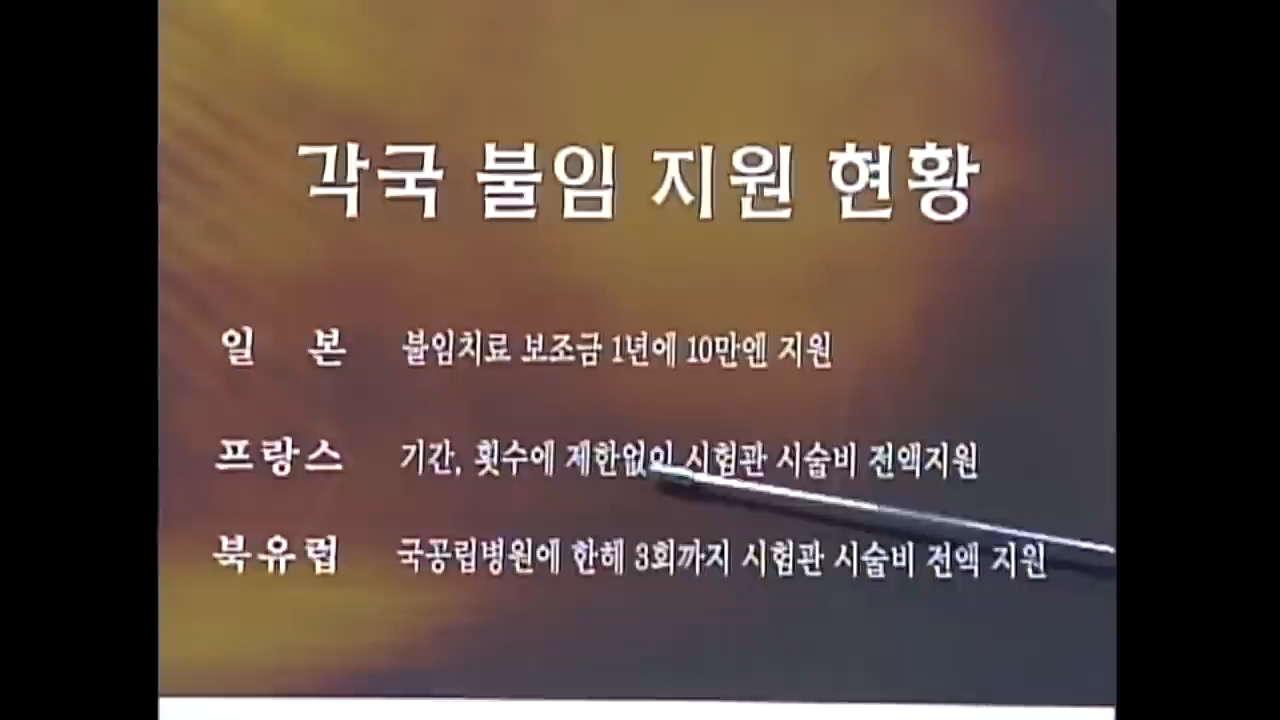 각국 불임 지원 현황
일 본 불임치료 보조금 1년에 10만엔 지원
프랑스 기간, 횟수에 제한없이 시험관 시술비 전액지원
북유럽 국공립병원에 한해 3회까지 시험관 시술비 전액 지원